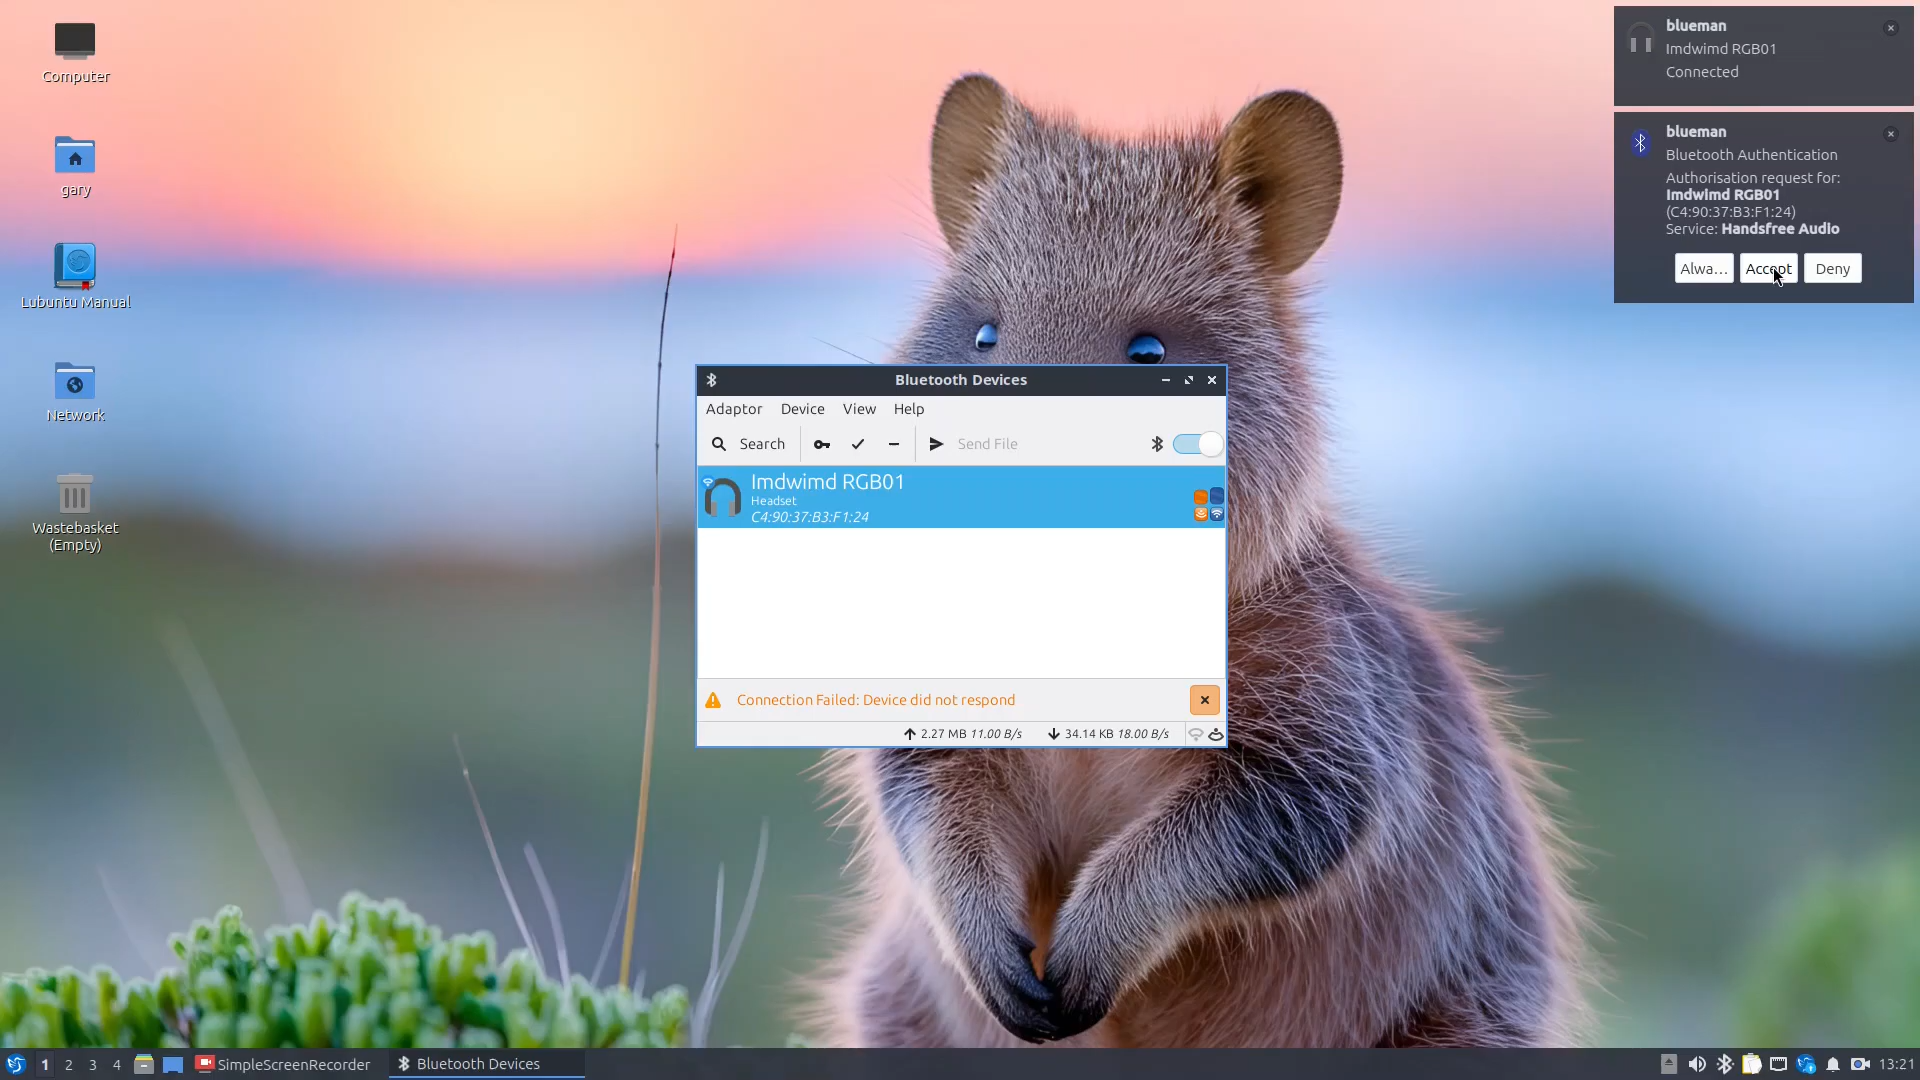 Computer
gary
Lubuntu Manual
Network
Wastebasket
(Empty)
blueman
Imdwimd RGB01
Connected
blueman
Bluetooth Authentication
Authorisation request for:
Imdwimd RGB01
(C4:90:37:B3:F1:24)
Service: Handsfree Audio
Alwa... Accept Deny
Bluetooth Devices
Adaptor Device View Help
Search Send File
Imdwimd RGB01
Headset
C4:90:37:B3:F1:24
Connection Failed: Device did not respond
2.27 MB 11.00 B/s 34.14 KB 18.00 B/s
1 2 3 4 SimpleScreenRecorder Bluetooth Devices 13:21